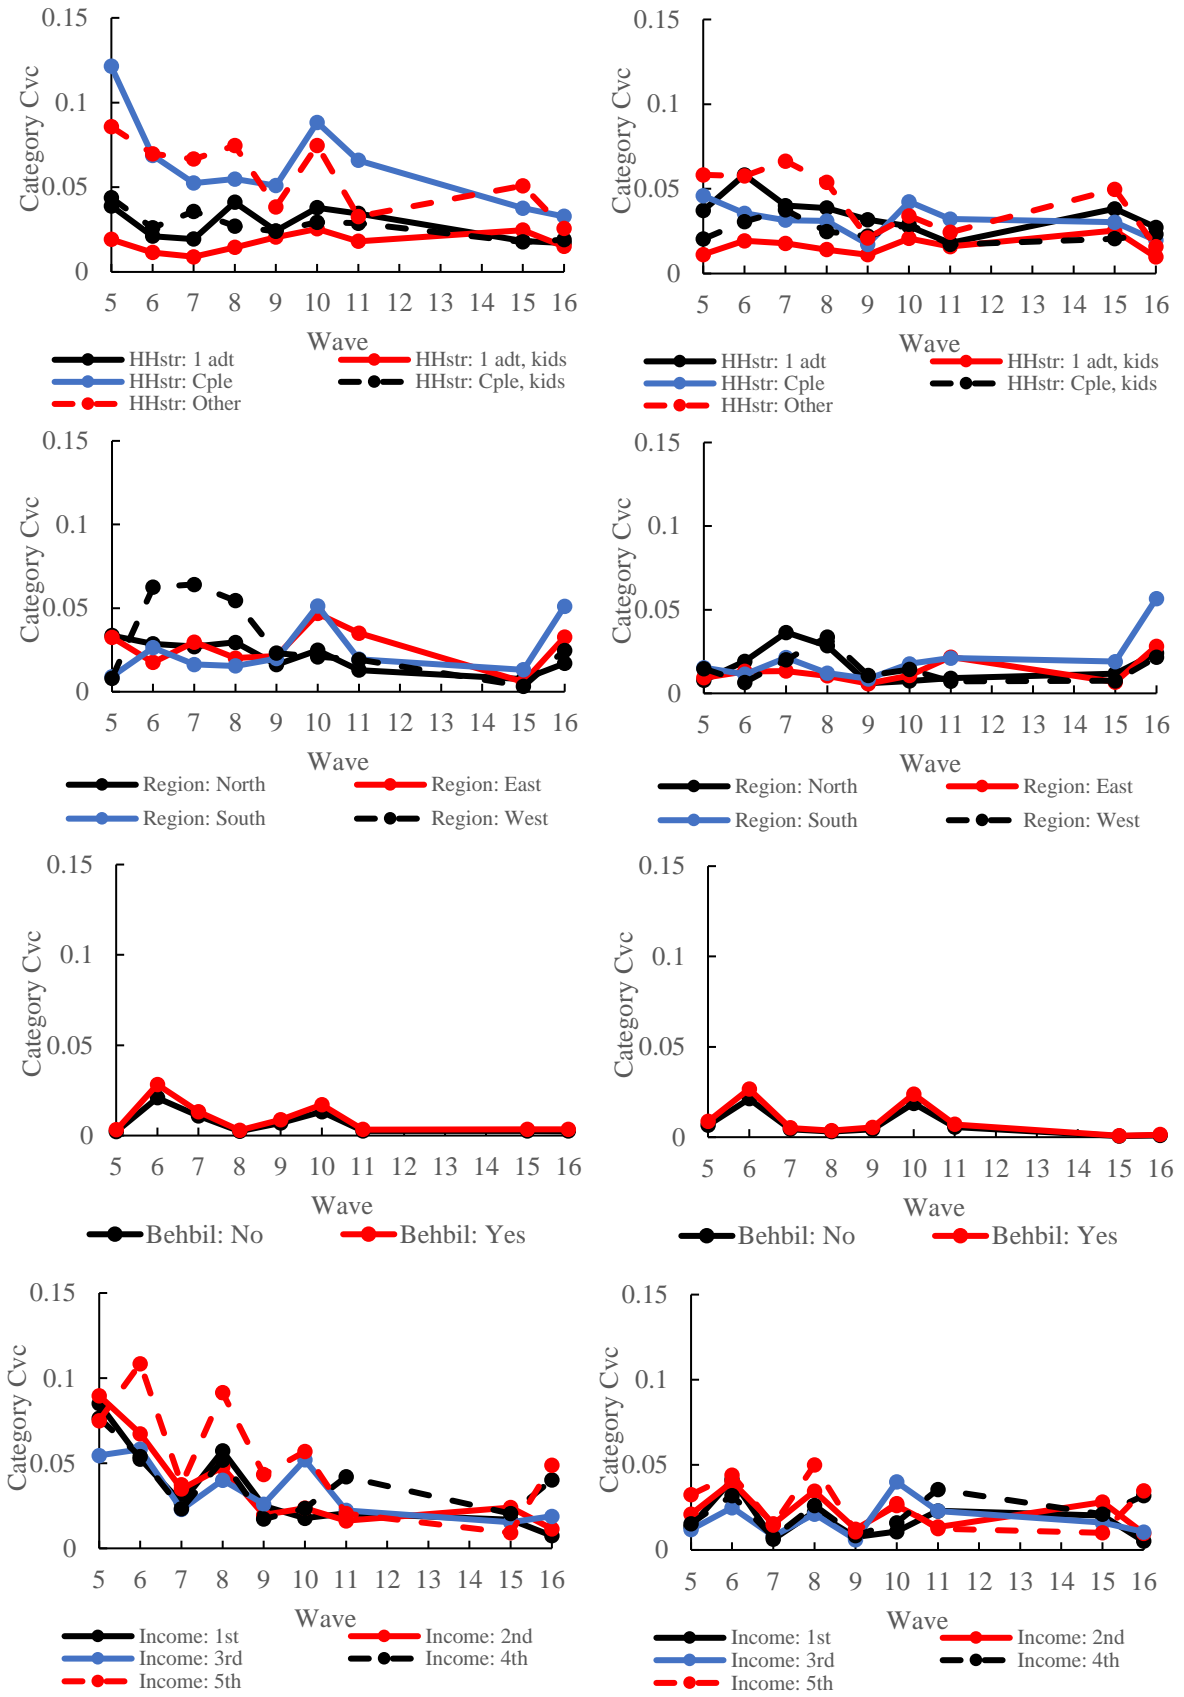 0.15
0.1
0.05
0
Category Cvc
5 6 7 8 9 10 11 12 13 14 15 16
Wave
HHstr: 1 adt
HHstr: 1 adt, kids
HHstr: Cple
HHstr: Cple, kids
HHstr: Other
0.15
0.1
0.05
0
Category Cvc
5 6 7 8 9 10 11 12 13 14 15 16
Wave
HHstr: 1 adt
HHstr: 1 adt, kids
HHstr: Cple
HHstr: Cple, kids
HHstr: Other
0.15
0.1
0.05
0
Category Cvc
5 6 7 8 9 10 11 12 13 14 15 16
Wave
Region: North
Region: East
Region: South
Region: West
0.15
0.1
0.05
0
Category Cvc
5 6 7 8 9 10 11 12 13 14 15 16
Wave
Region: North
Region: East
Region: South
Region: West
0.15
0.1
0.05
0
Category Cvc
5 6 7 8 9 10 11 12 13 14 15 16
Wave
Behbil: No
Behbil: Yes
0.15
0.1
0.05
0
Category Cvc
5 6 7 8 9 10 11 12 13 14 15 16
Wave
Behbil: No
Behbil: Yes
0.15
0.1
0.05
0
Category Cvc
5 6 7 8 9 10 11 12 13 14 15 16
Wave
Income: 1st
Income: 2nd
Income: 3rd
Income: 4th
Income: 5th
0.15
0.1
0.05
0
Category Cvc
5 6 7 8 9 10 11 12 13 14 15 16
Wave
Income: 1st
Income: 2nd
Income: 3rd
Income: 4th
Income: 5th